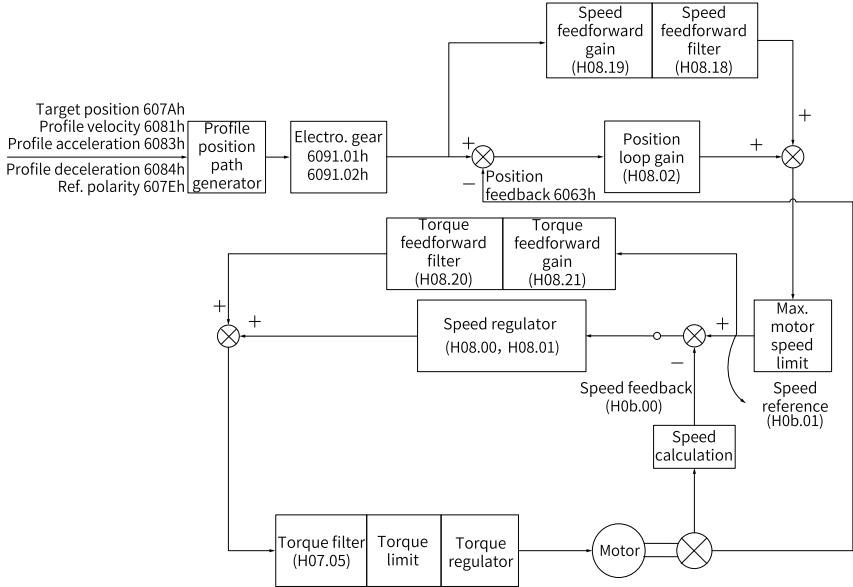 Speed
feedforward
gain
(H08.19)
Speed
feedforward
filter
(H08.18)
Target position 607Ah
Profile velocity 6081h
Profile acceleration 6083h
Profile deceleration 6084h
Ref. polarity 607Eh
Profile
position
path
generator
Electro. gear
6091.01h
6091.02h
+
−
Position
feedback 6063h
Position
loop gain
(H08.02)
+
+
Torque
feedforward
filter
(H08.20)
Torque
feedforward
gain
(H08.21)
+
+
Speed regulator
(H08.00, H08.01)
+
−
Max.
motor
speed
limit
Speed feedback
(H0b.00)
Speed
reference
(H0b.01)
Speed
calculation
Torque filter
(H07.05)
Torque
limit
Torque
regulator
Motor